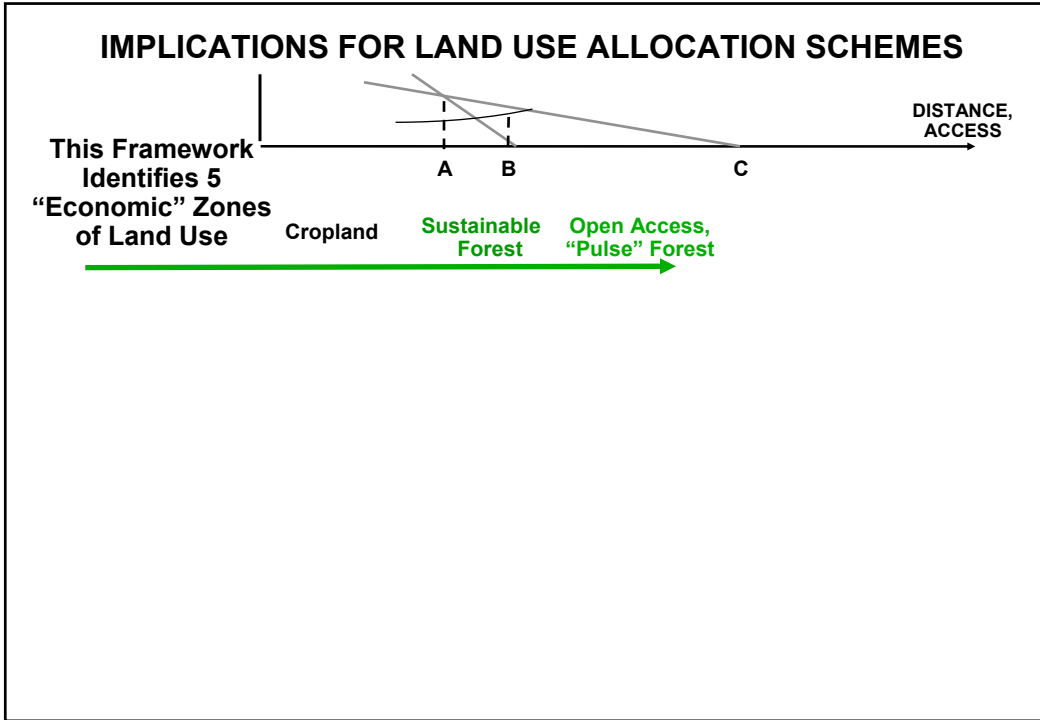 IMPLICATIONS FOR LAND USE ALLOCATION SCHEMES
DISTANCE,
ACCESS
This Framework
Identifies 5
“Economic” Zones
of Land Use
A
B
C
Cropland
Sustainable
Forest
Open Access,
“Pulse” Forest